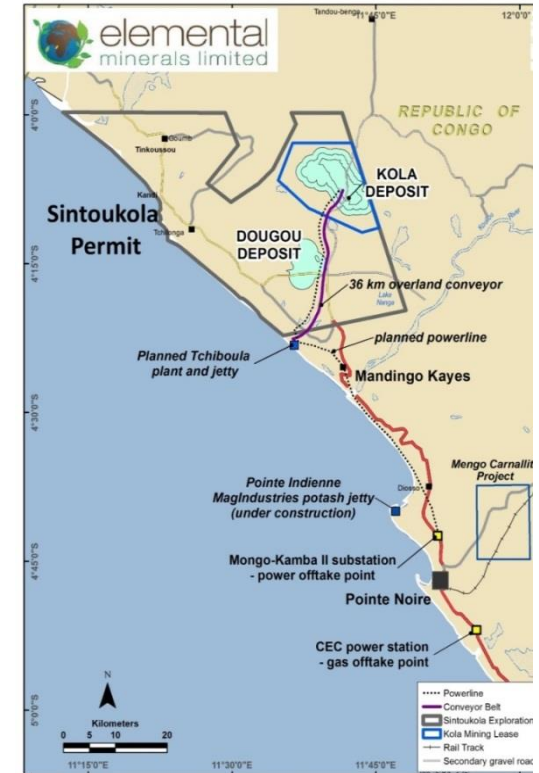 elemental
minerals limited
Tandou-benga
11°45'0"E
12°0'
4°0'0"S
REPUBLIC OF
CONGO
Tinkoussou
KOLA
DEPOSIT
Kandi
Sintoukola
Permit
DOUGOU
DEPOSIT
4°15'0"S
36 km overland conveyor
Lake
Nanga
planned powerline
Planned Tchiboula
plant and jetty
Mandingo Kayes
4°30'0"S
Pointe Indienne
MagIndustries potash jetty
(under construction)
Diosso
Mengo Carnallit
Project
Mongo-Kamba II substation
- power offtake point
4°45'0"S
Pointe Noire
CEC power station
- gas offtake point
N
Kilometers
0 5 10 20
5°0'0"S
Powerline
Conveyor Belt
Sintoukola Exploration
Kola Mining Lease
Rail Track
Secondary gravel road
11°15'0"E
11°30'0"E
11°45'0"E